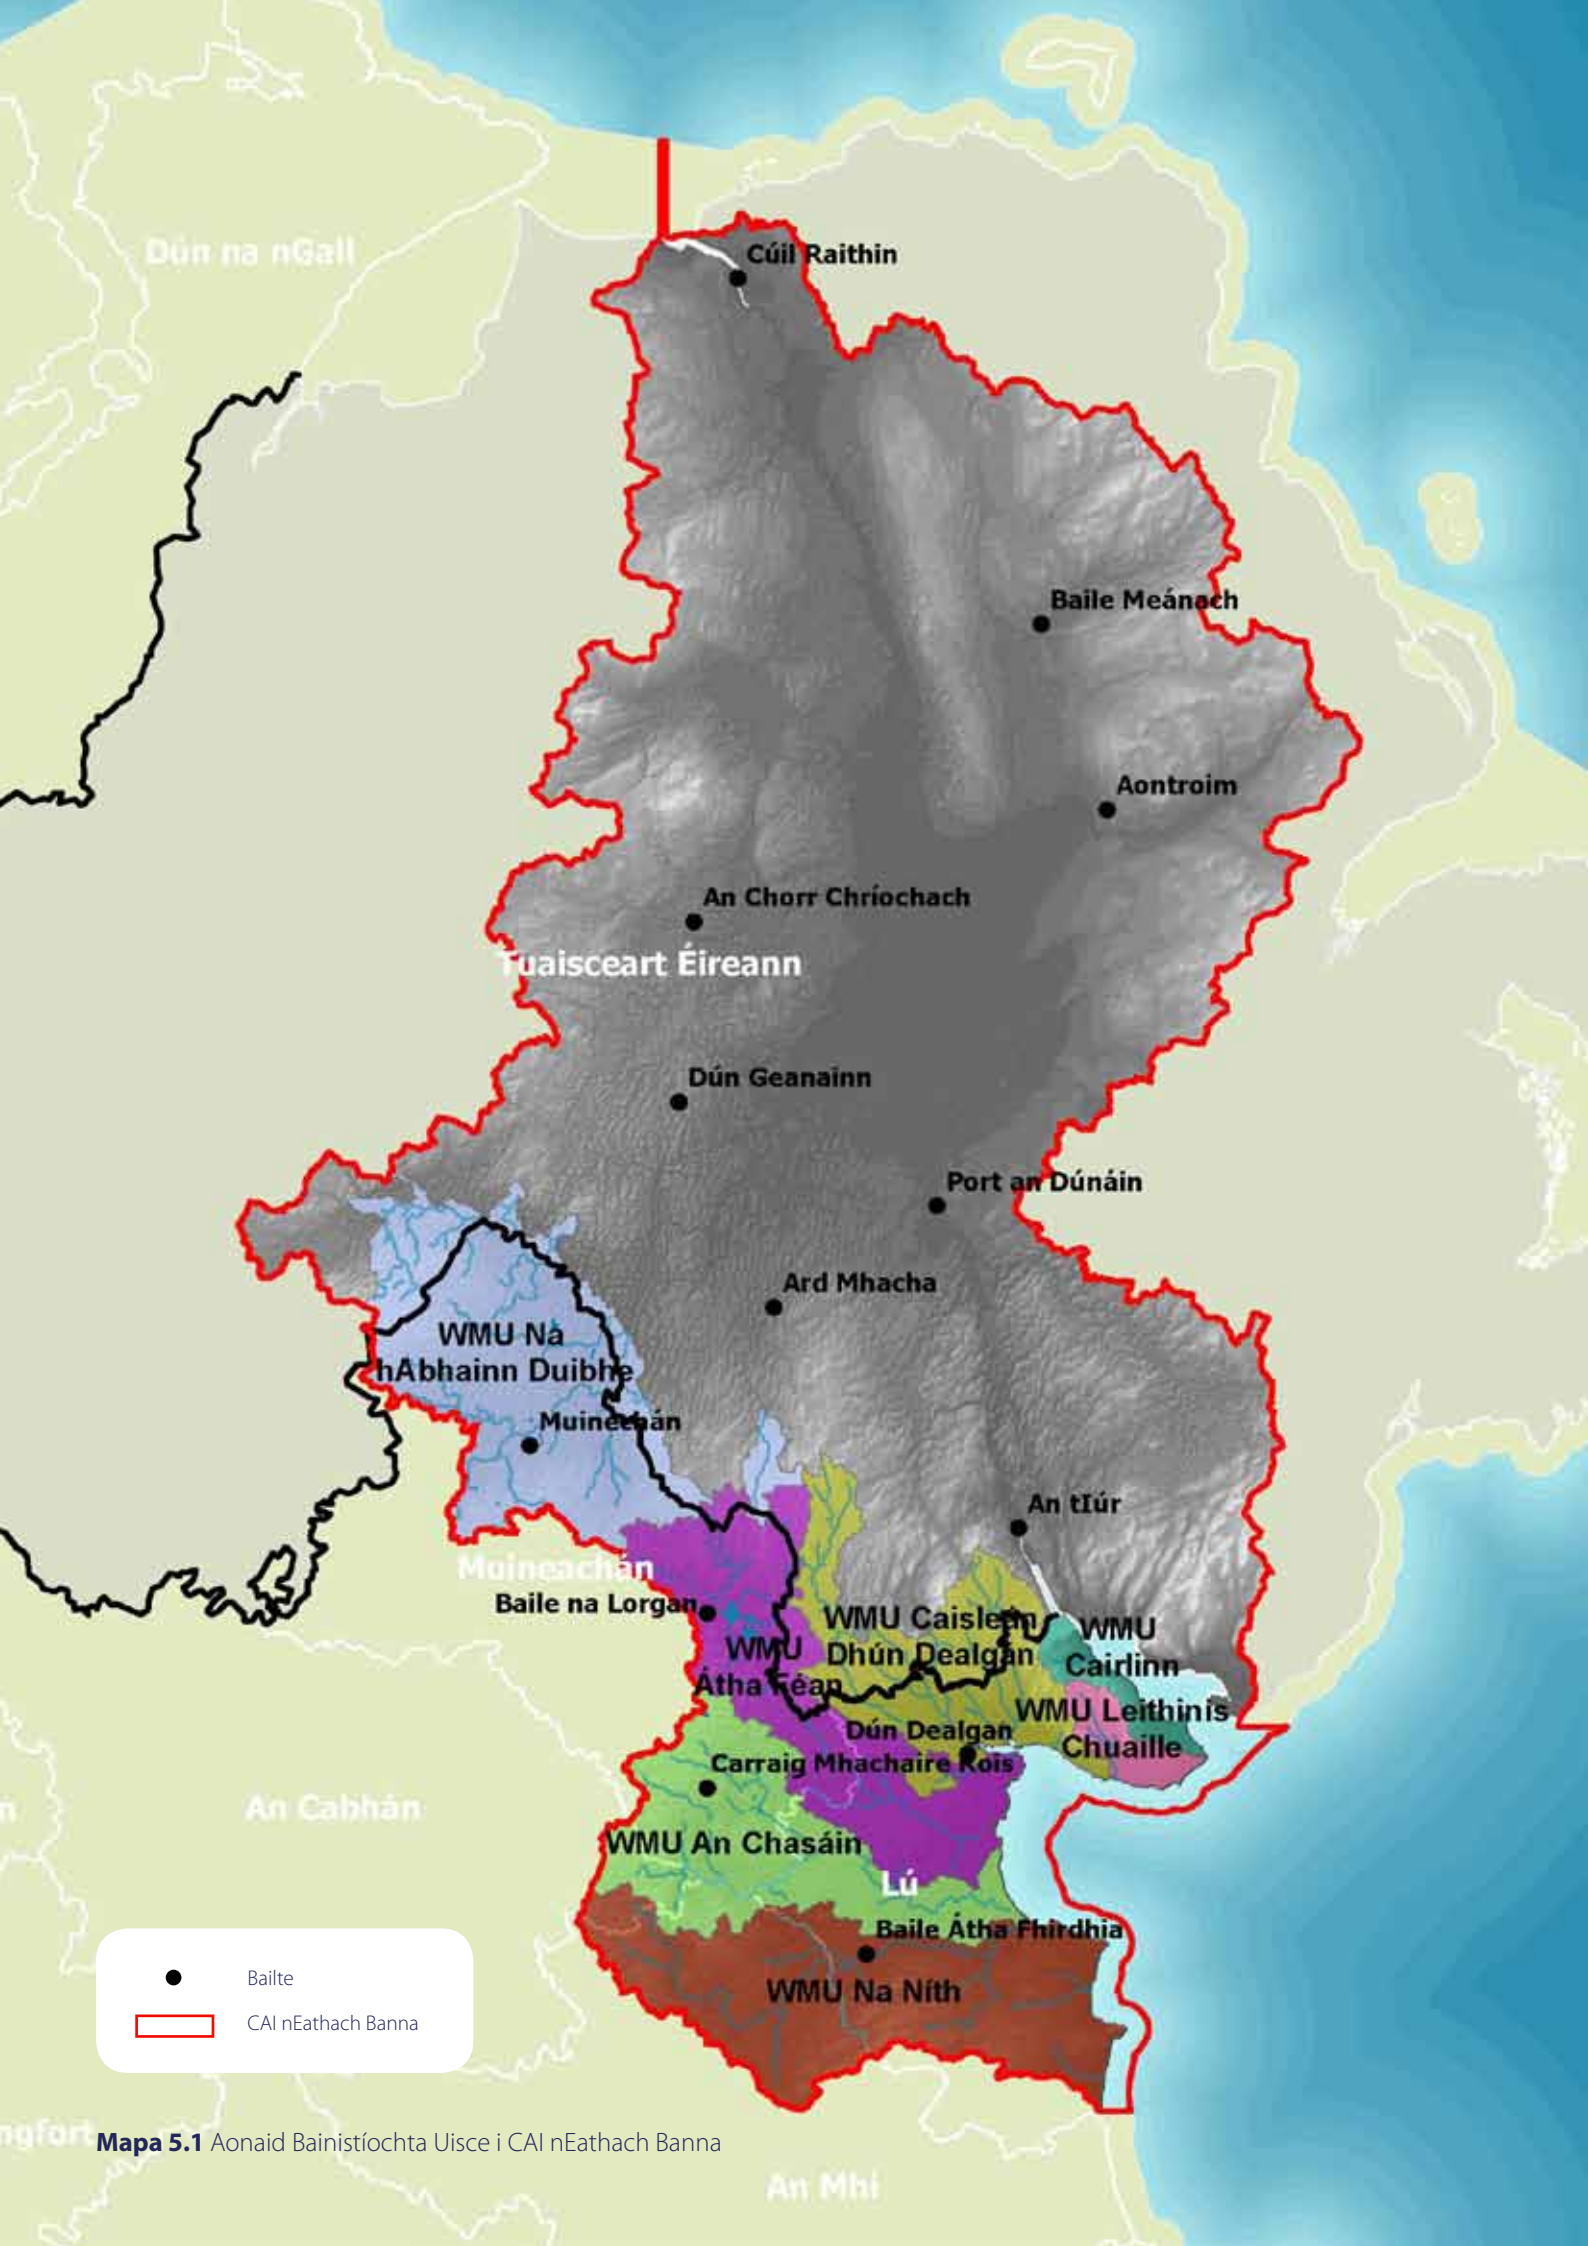 Dún na nGall
Cúil Raithin
Baile Meánach
Aontroim
An Chorr Chríochach
Tuaisceart Éireann
Dún Geanainn
Port an Dúnáin
Ard Mhacha
WMU Na
hAbhainn Duibhe
Muineachán
An tIúr
Muineachán
Baile na Lorgan
WMU Caisleán
Dhún Dealgan
WMU
Cairlinn
WMU
Átha Féan
WMU Leithinis
Chuaille
Dún Dealgan
Carraig Mhachaire Rois
An Cabhán
WMU An Chasáin
Lú
Baile Átha Fhirdhia
WMU Na Níth
Bailte
CAI nEathach Banna
ngfort
Mapa 5.1 Aonaid Bainistíochta Uisce i CAI nEathach Banna
An Mhí